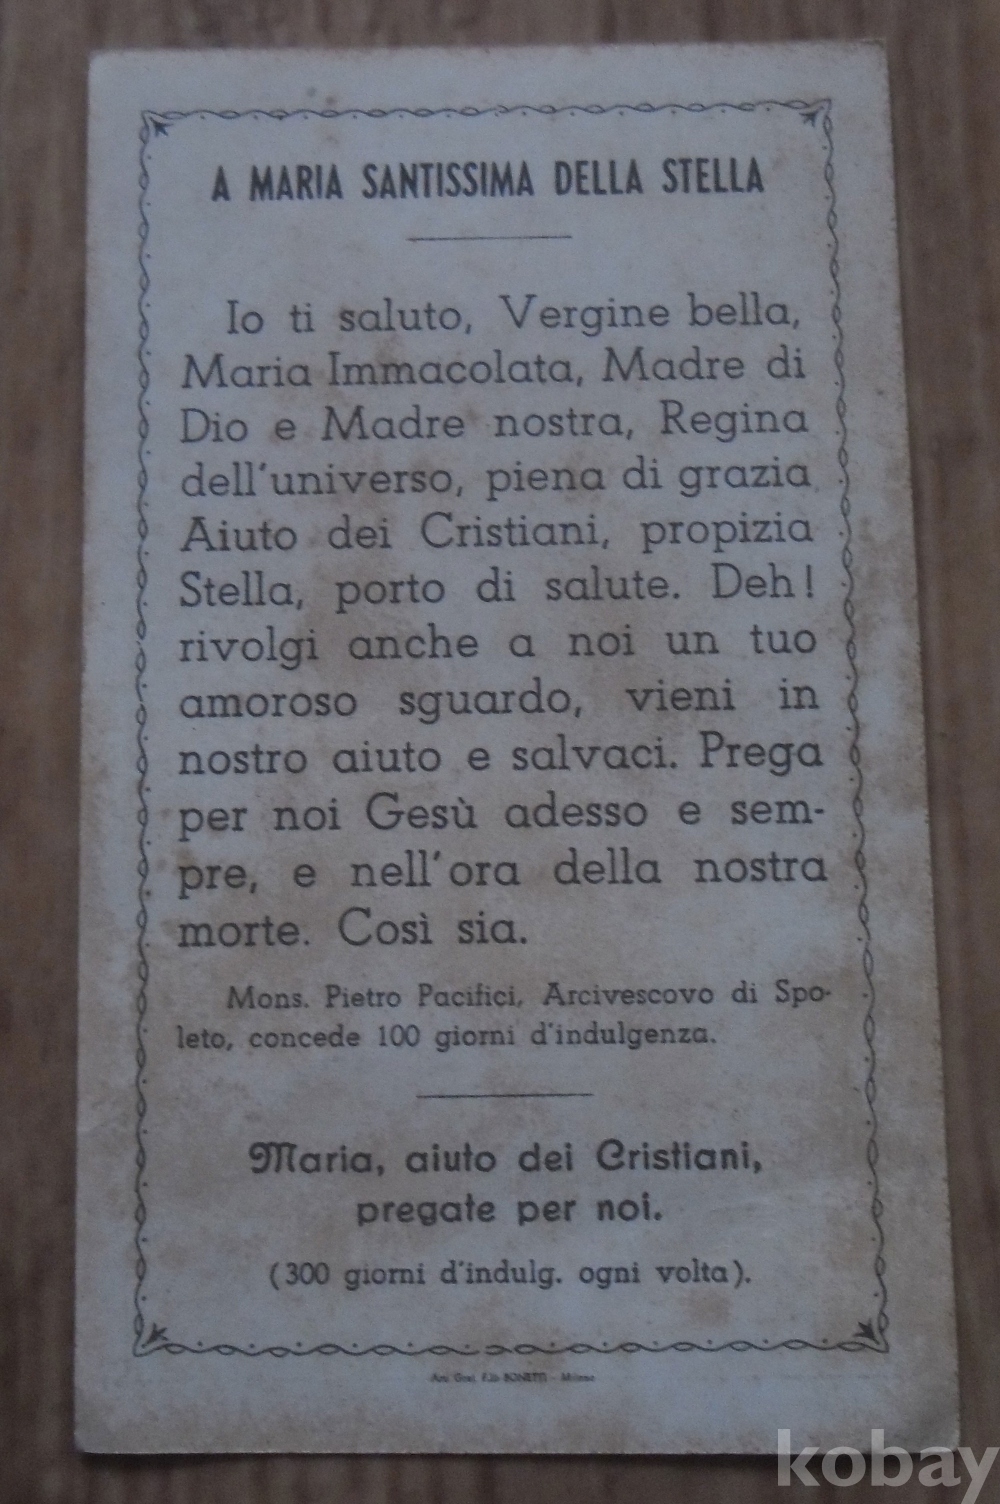 A MARIA SANTISSIMA DELLA STELLA
Io ti saluto, Vergine bella,
Maria Immacolata, Madre di
Dio e Madre nostra, Regina
dell'universo, piena di grazia
Aiuto dei Cristiani, propizia
Stella, porto di salute. Deh!
rivolgi anche a noi un tuo
amoroso sguardo, vieni in
nostro aiuto e salvaci. Prega
per noi Gesù adesso e sem-
pre, e nell'ora della nostra
morte. Così sia.
Mons. Pietro Pacifici, Arcivescovo di Spo-
leto, concede 100 giorni d'indulgenza.
Maria, aiuto dei Cristiani,
pregate per noi.
(300 giorni d'indulg. ogni volta).
BONETTI - Milano
kobay